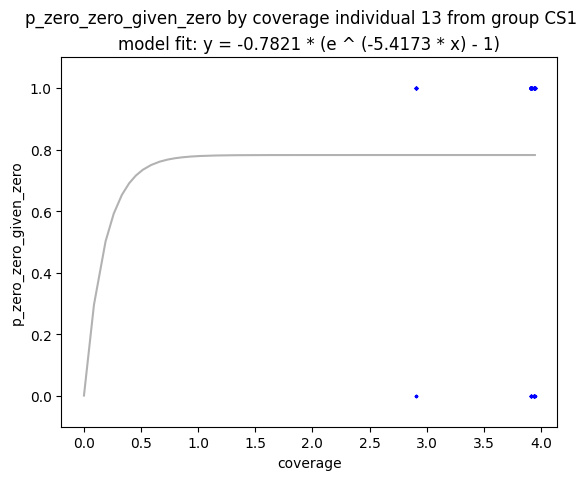 p_zero_zero_given_zero by coverage individual 13 from group CS1
model fit: y = -0.7821 * (e ^ (-5.4173 * x) - 1)
1.0
0.8
0.6
0.4
0.2
0.0
p_zero_zero_given_zero
0.0 0.5 1.0 1.5 2.0 2.5 3.0 3.5 4.0
coverage